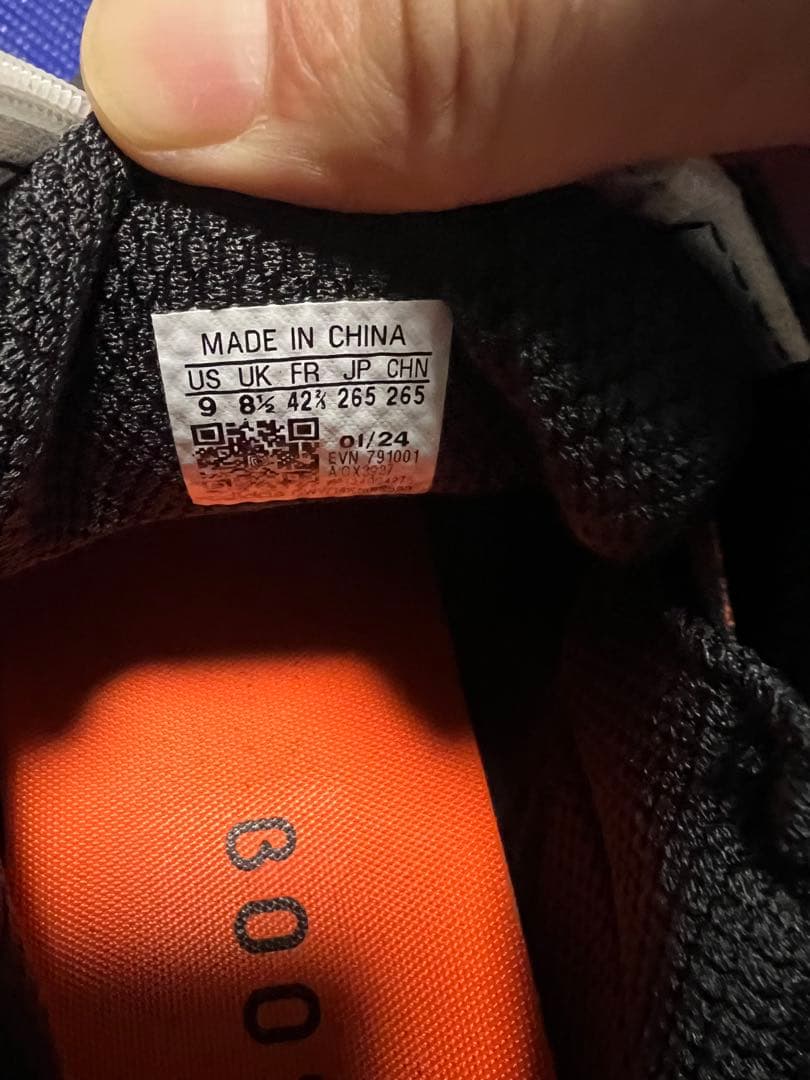 MADE IN CHINA
US UK FR JP CHN
9 8½ 42⅔ 265 265
01/24
EVN 791001
BOO